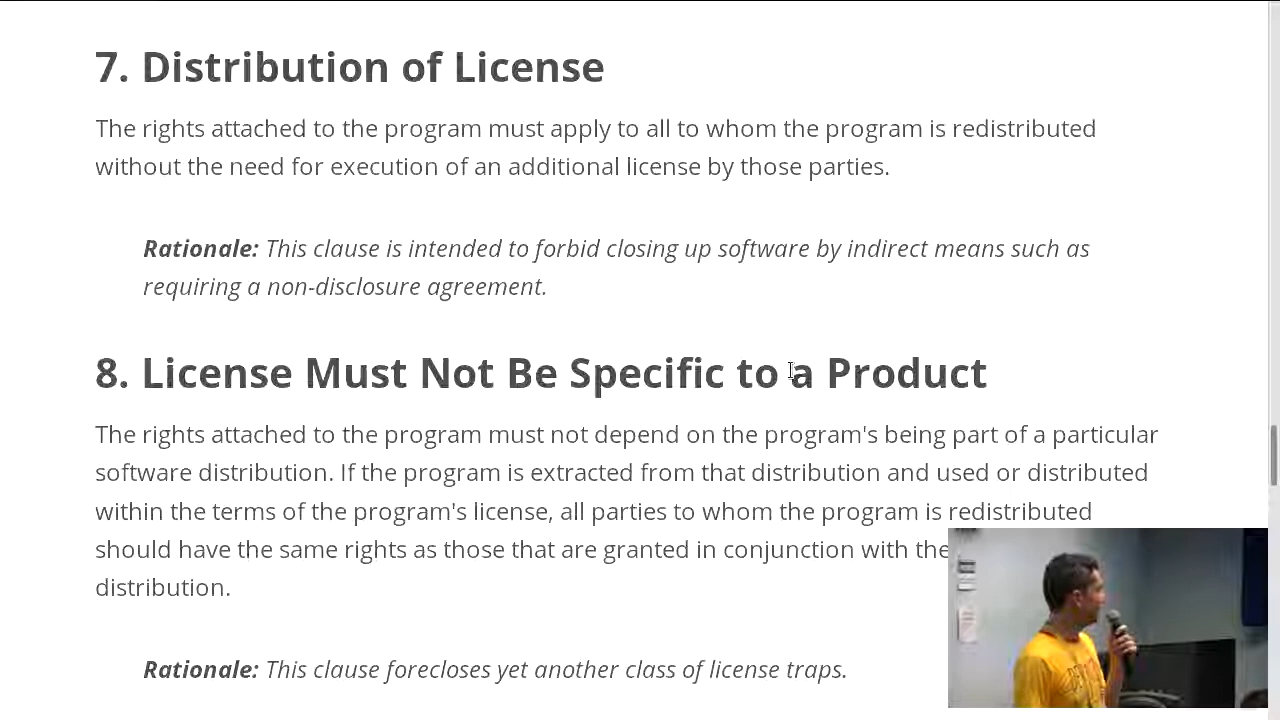 7. Distribution of License
The rights attached to the program must apply to all to whom the program is redistributed
without the need for execution of an additional license by those parties.
Rationale: This clause is intended to forbid closing up software by indirect means such as
requiring a non-disclosure agreement.
8. License Must Not Be Specific to a Product
The rights attached to the program must not depend on the program's being part of a particular
software distribution. If the program is extracted from that distribution and used or distributed
within the terms of the program's license, all parties to whom the program is redistributed
should have the same rights as those that are granted in conjunction with the
distribution.
Rationale: This clause forecloses yet another class of license traps.